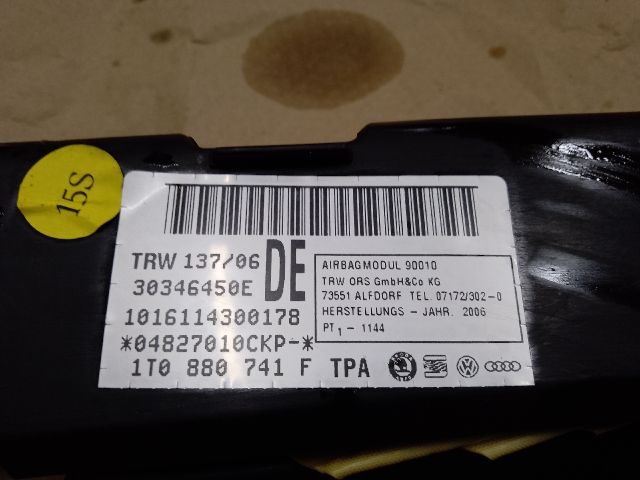 15S
TRW 137/06 DE
30346450E
1016114300178
*04827010CKP-*
1T0 880 741 F TPA
AIRBAGMODUL 90010
TRW ORS GmbH&Co KG
73551 ALFDORF TEL. 07172/302-0
HERSTELLUNGS - JAHR. 2006
PT1 - 1144